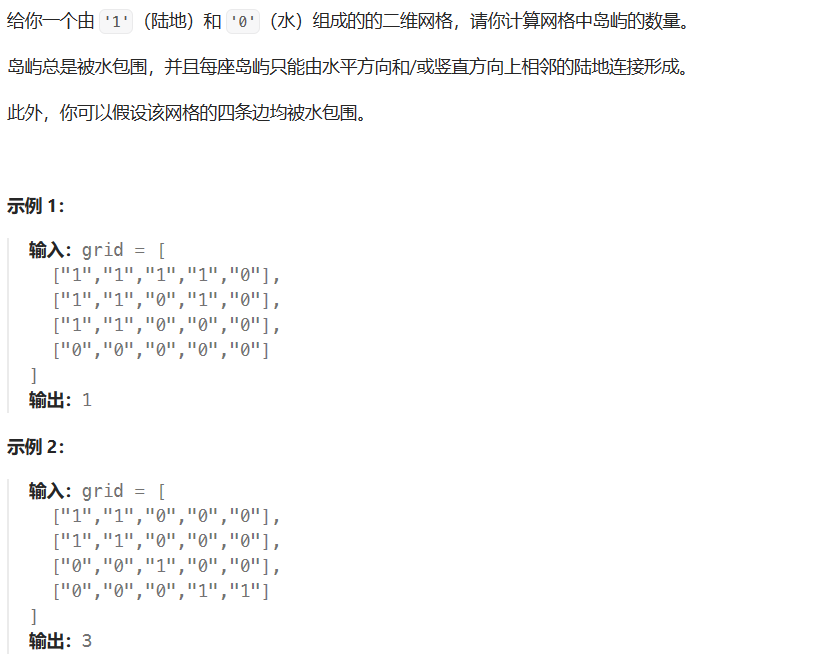 给你一个由 '1'（陆地）和 '0'（水）组成的的二维网格，请你计算网格中岛屿的数量。
岛屿总是被水包围，并且每座岛屿只能由水平方向和/或竖直方向上相邻的陆地连接形成。
此外，你可以假设该网格的四条边均被水包围。
示例 1：
输入：grid = [
["1","1","1","1","0"],
["1","1","0","1","0"],
["1","1","0","0","0"],
["0","0","0","0","0"]
]
输出：1
示例 2：
输入：grid = [
["1","1","0","0","0"],
["1","1","0","0","0"],
["0","0","1","0","0"],
["0","0","0","1","1"]
]
输出：3